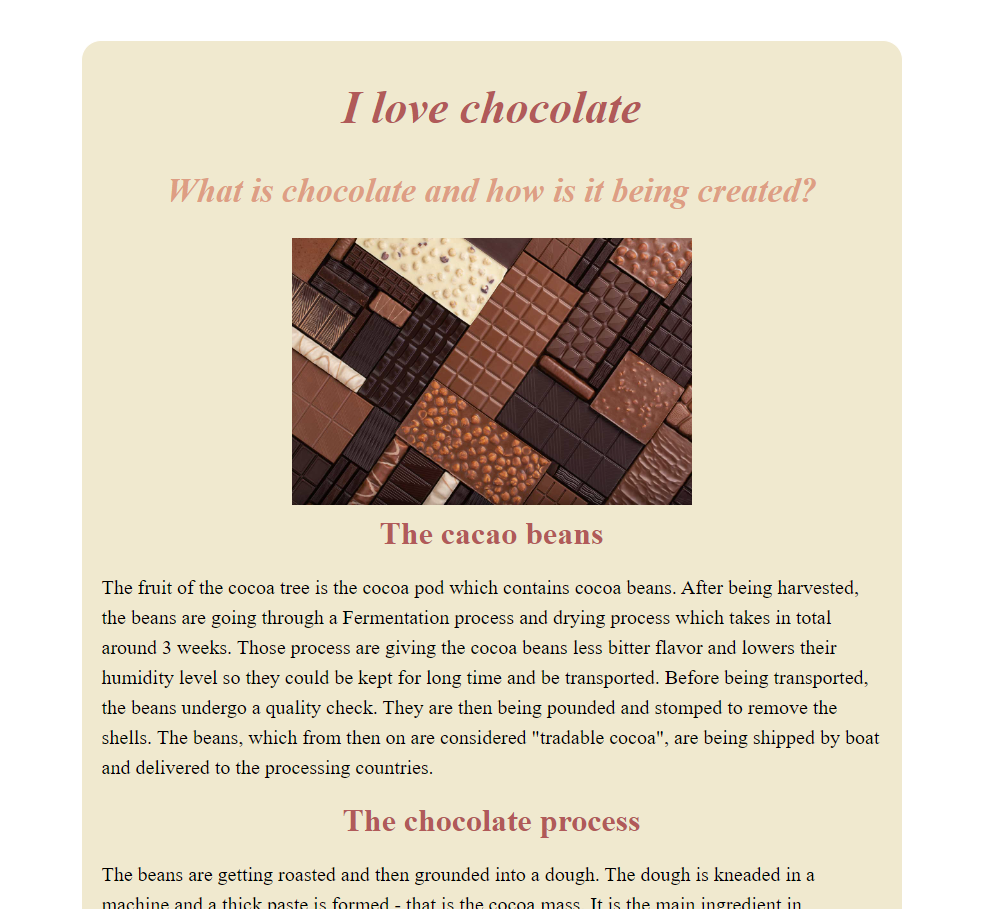 I love chocolate
What is chocolate and how is it being created?
The cacao beans
The fruit of the cocoa tree is the cocoa pod which contains cocoa beans. After being harvested,
the beans are going through a Fermentation process and drying process which takes in total
around 3 weeks. Those process are giving the cocoa beans less bitter flavor and lowers their
humidity level so they could be kept for long time and be transported. Before being transported,
the beans undergo a quality check. They are then being pounded and stomped to remove the
shells. The beans, which from then on are considered "tradable cocoa", are being shipped by boat
and delivered to the processing countries.
The chocolate process
The beans are getting roasted and then grounded into a dough. The dough is kneaded in a
machine and a thick paste is formed - that is the cocoa mass. It is the main ingredient in